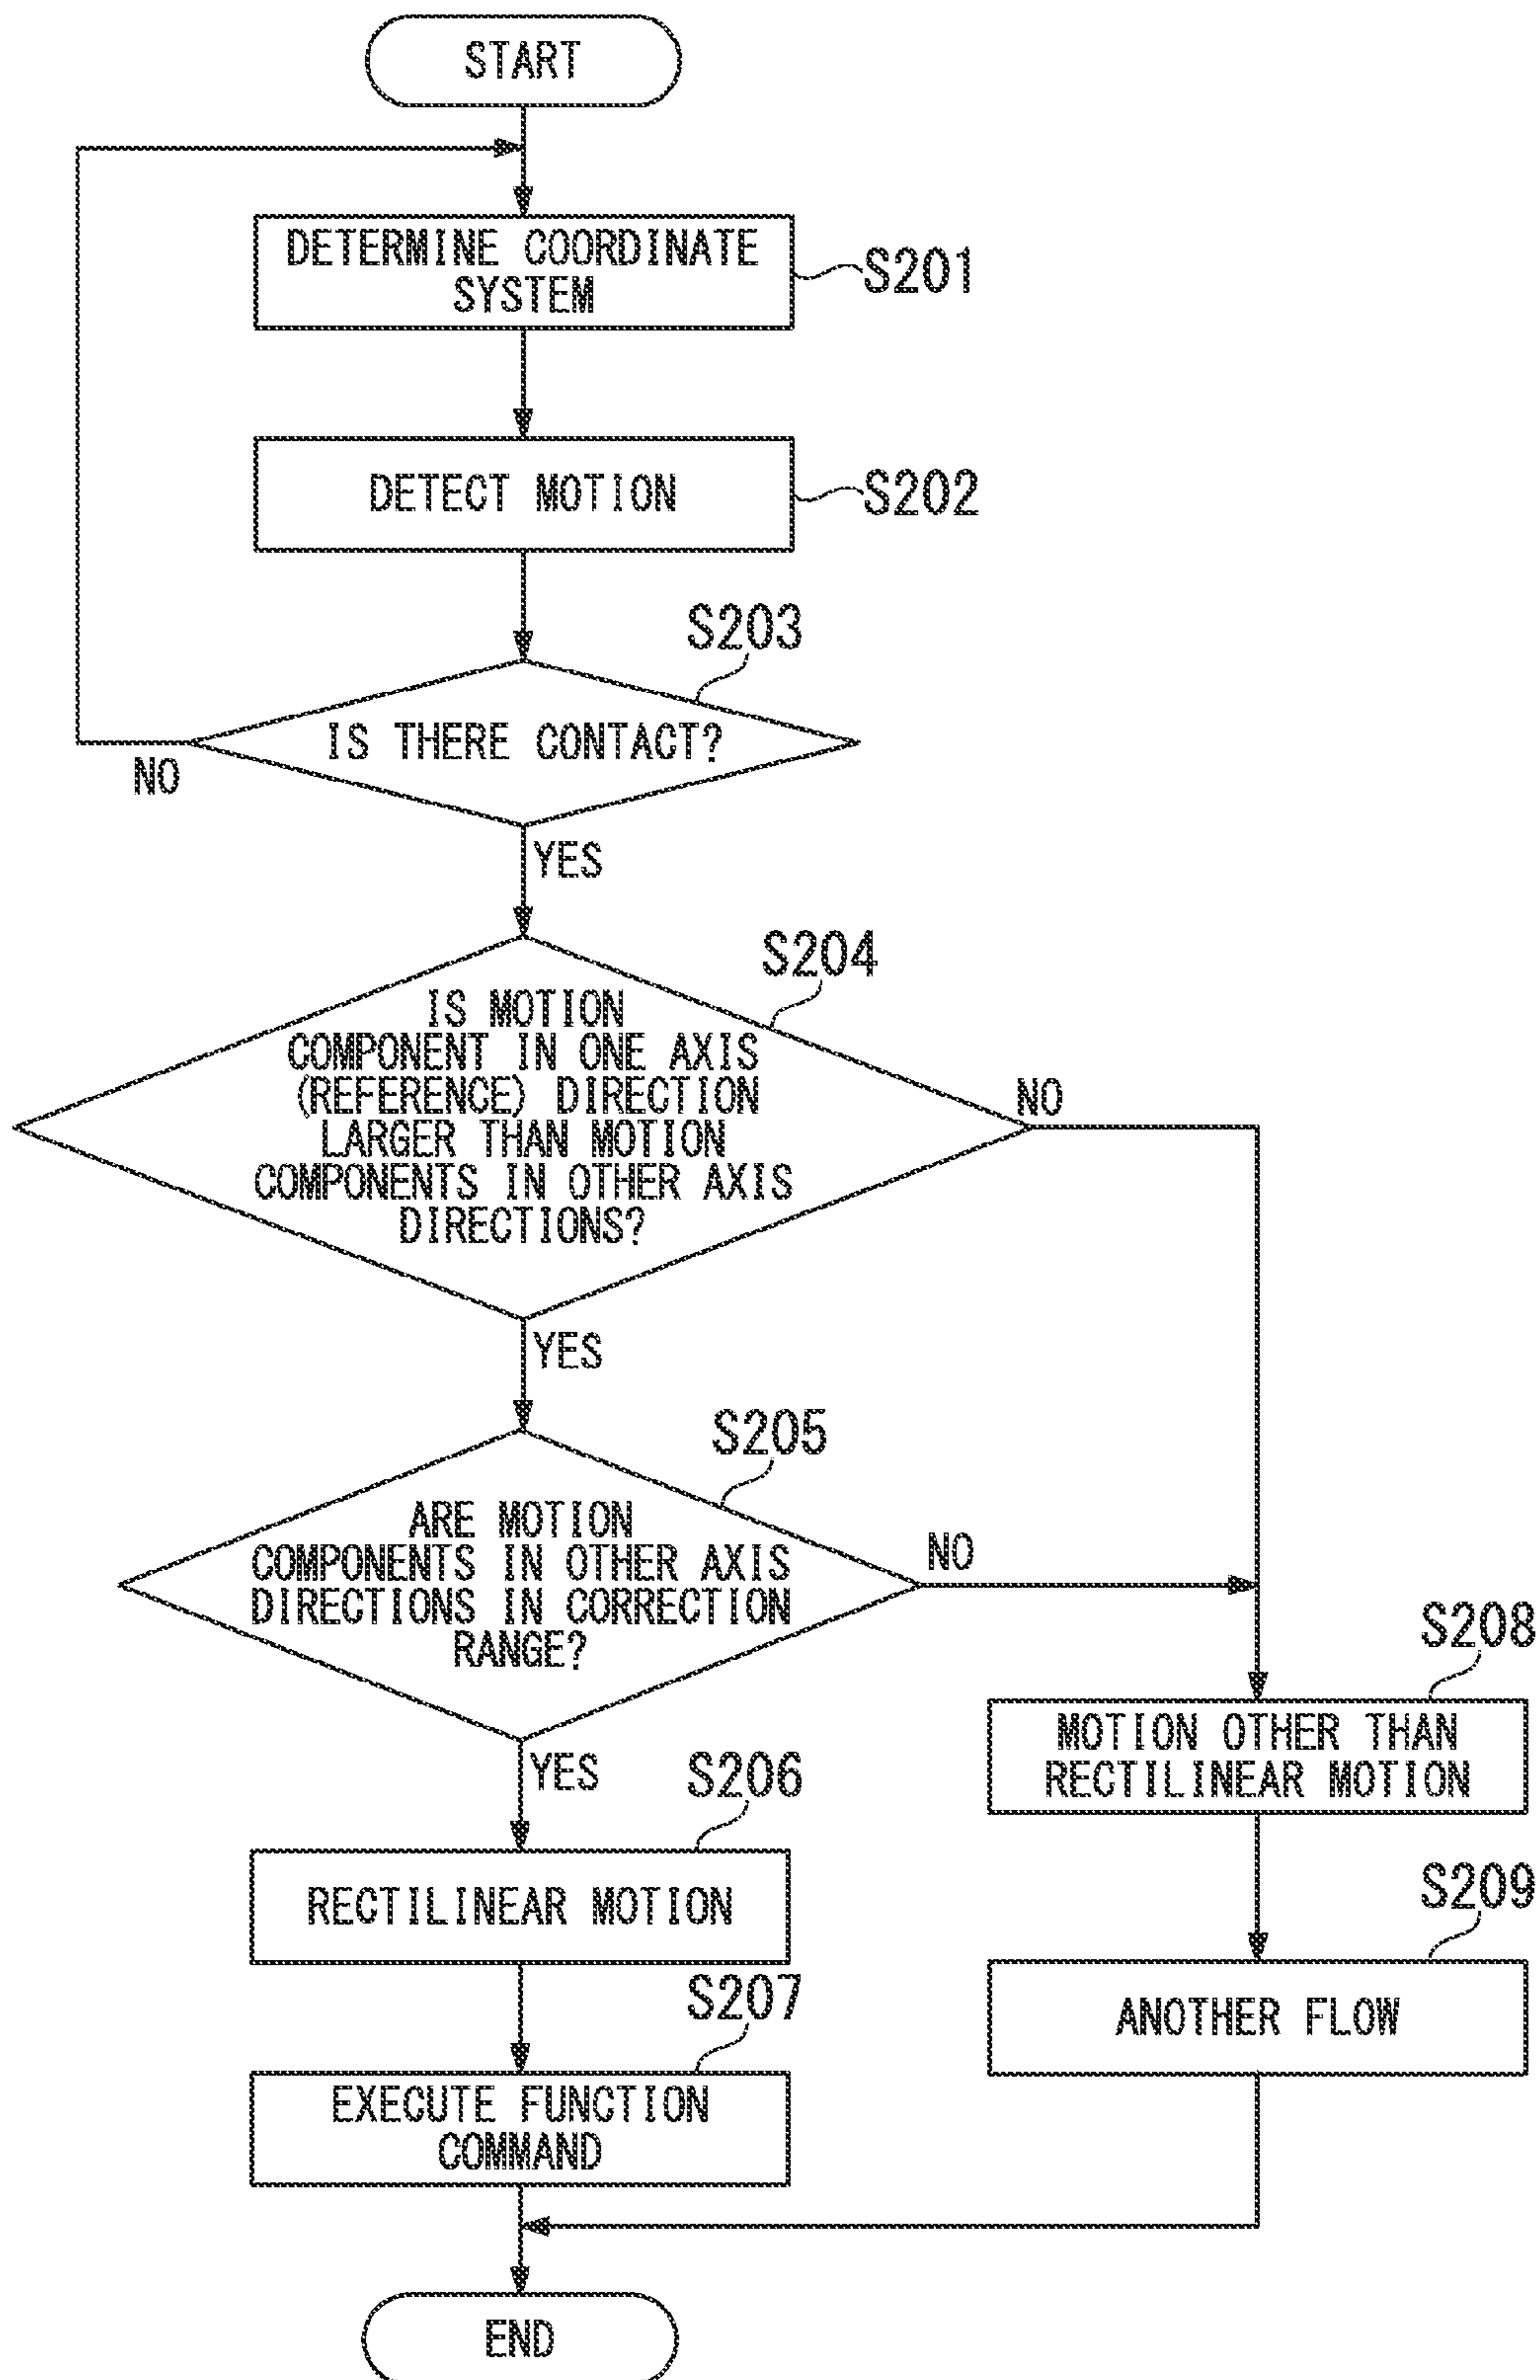 START
DETERMINE COORDINATE
SYSTEM
S201
DETECT MOTION
S202
S203
IS THERE CONTACT?
NO
YES
S204
IS MOTION
COMPONENT IN ONE AXIS
(REFERENCE) DIRECTION
LARGER THAN MOTION
COMPONENTS IN OTHER AXIS
DIRECTIONS?
NO
YES
S205
ARE MOTION
COMPONENTS IN OTHER AXIS
DIRECTIONS IN CORRECTION
RANGE?
NO
YES
S206
RECTILINEAR MOTION
S207
EXECUTE FUNCTION
COMMAND
S208
MOTION OTHER THAN
RECTILINEAR MOTION
S209
ANOTHER FLOW
END